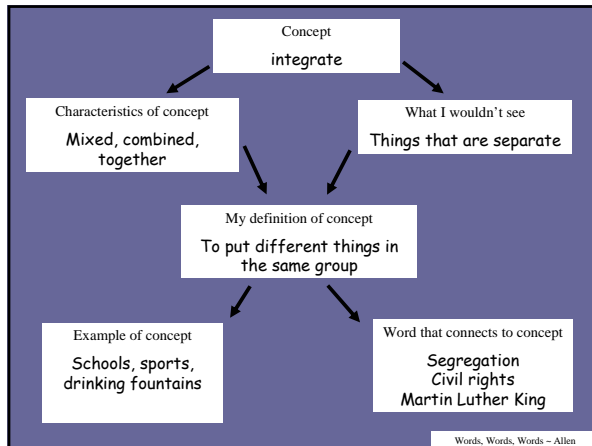 Concept
integrate
Characteristics of concept
Mixed, combined,
together
What I wouldn't see
Things that are separate
My definition of concept
To put different things in
the same group
Example of concept
Schools, sports,
drinking fountains
Word that connects to concept
Segregation
Civil rights
Martin Luther King
Words, Words, Words ~ Allen